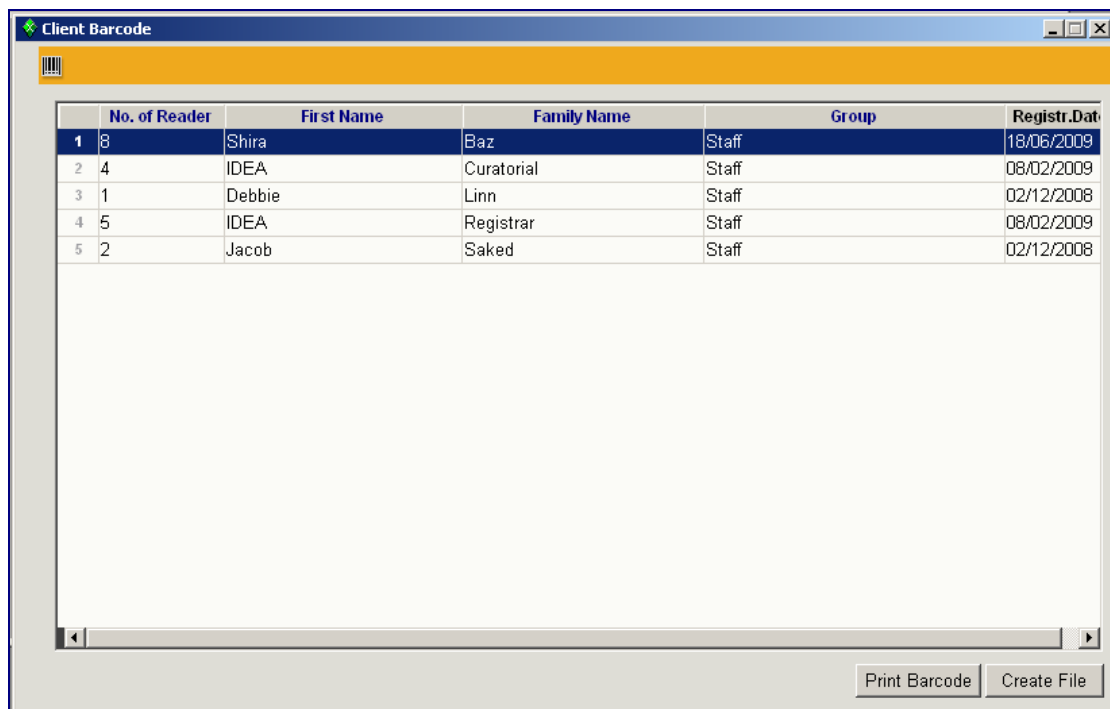 Client Barcode
No. of Reader First Name Family Name Group Registr.Dat
1 8 Shira Baz Staff 18/06/2009
2 4 IDEA Curatorial Staff 08/02/2009
3 1 Debbie Linn Staff 02/12/2008
4 5 IDEA Registrar Staff 08/02/2009
5 2 Jacob Saked Staff 02/12/2008
Print Barcode Create File